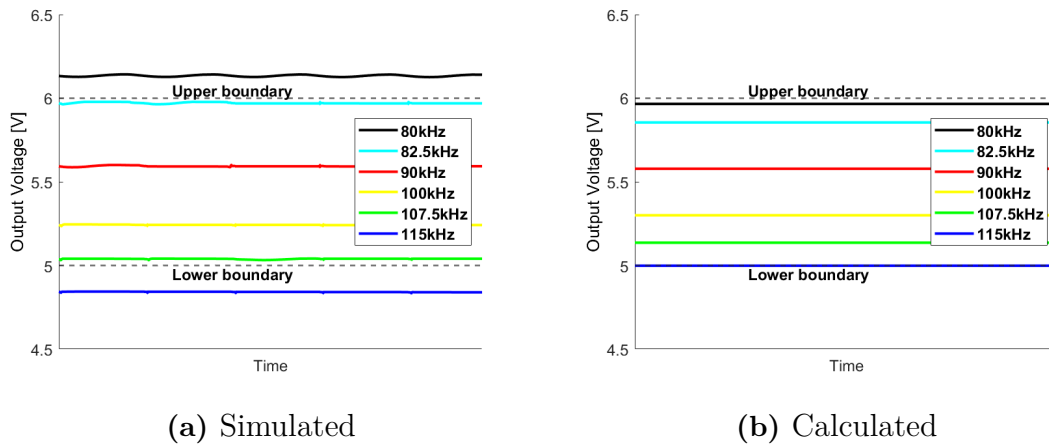 6.5
6
5.5
5
4.5
Output Voltage [V]
Time
Upper boundary
Lower boundary
80kHz
82.5kHz
90kHz
100kHz
107.5kHz
115kHz
(a) Simulated
6.5
6
5.5
5
4.5
Output Voltage [V]
Time
Upper boundary
Lower boundary
80kHz
82.5kHz
90kHz
100kHz
107.5kHz
115kHz
(b) Calculated